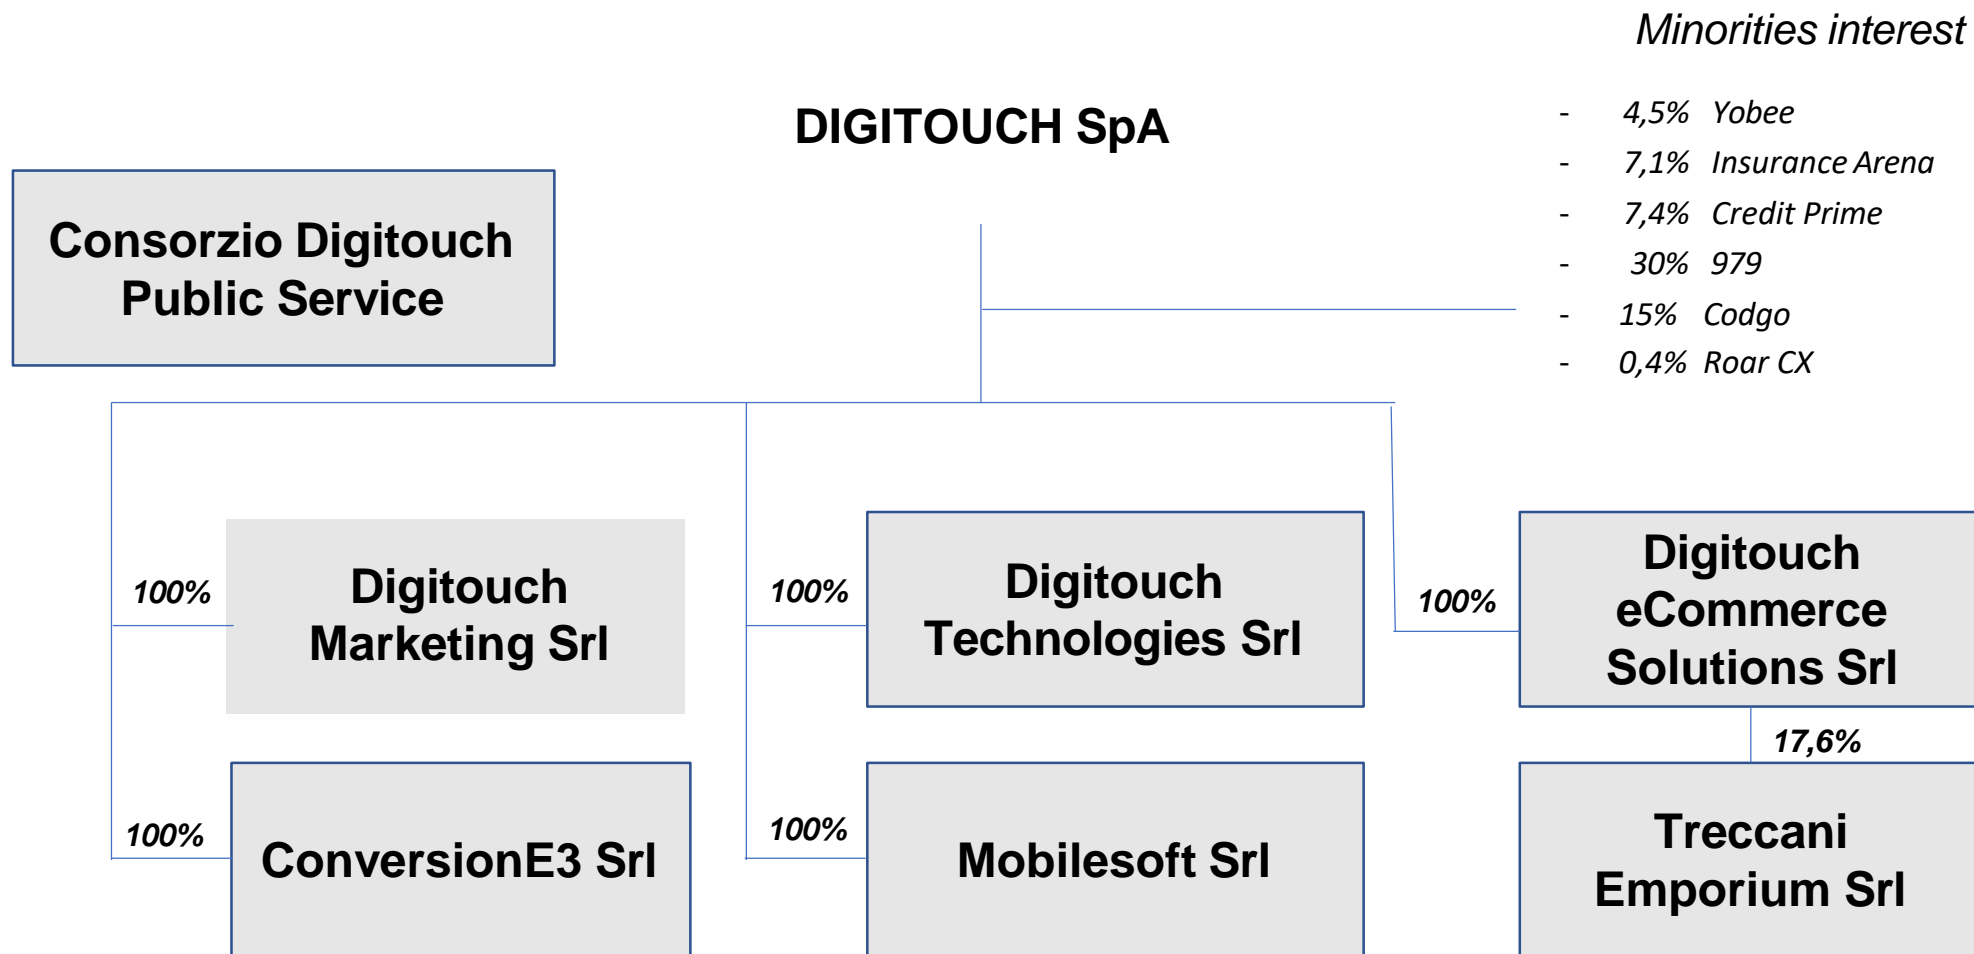 Minorities interest
DIGITOUCH SpA
- 4,5% Yobee
- 7,1% Insurance Arena
- 7,4% Credit Prime
- 30% 979
- 15% Codgo
- 0,4% Roar CX
Consorzio Digitouch
Public Service
100%
Digitouch
Marketing Srl
100%
Digitouch
Technologies Srl
100%
Digitouch
eCommerce
Solutions Srl
17,6%
100%
ConversionE3 Srl
100%
Mobilesoft Srl
Treccani
Emporium Srl